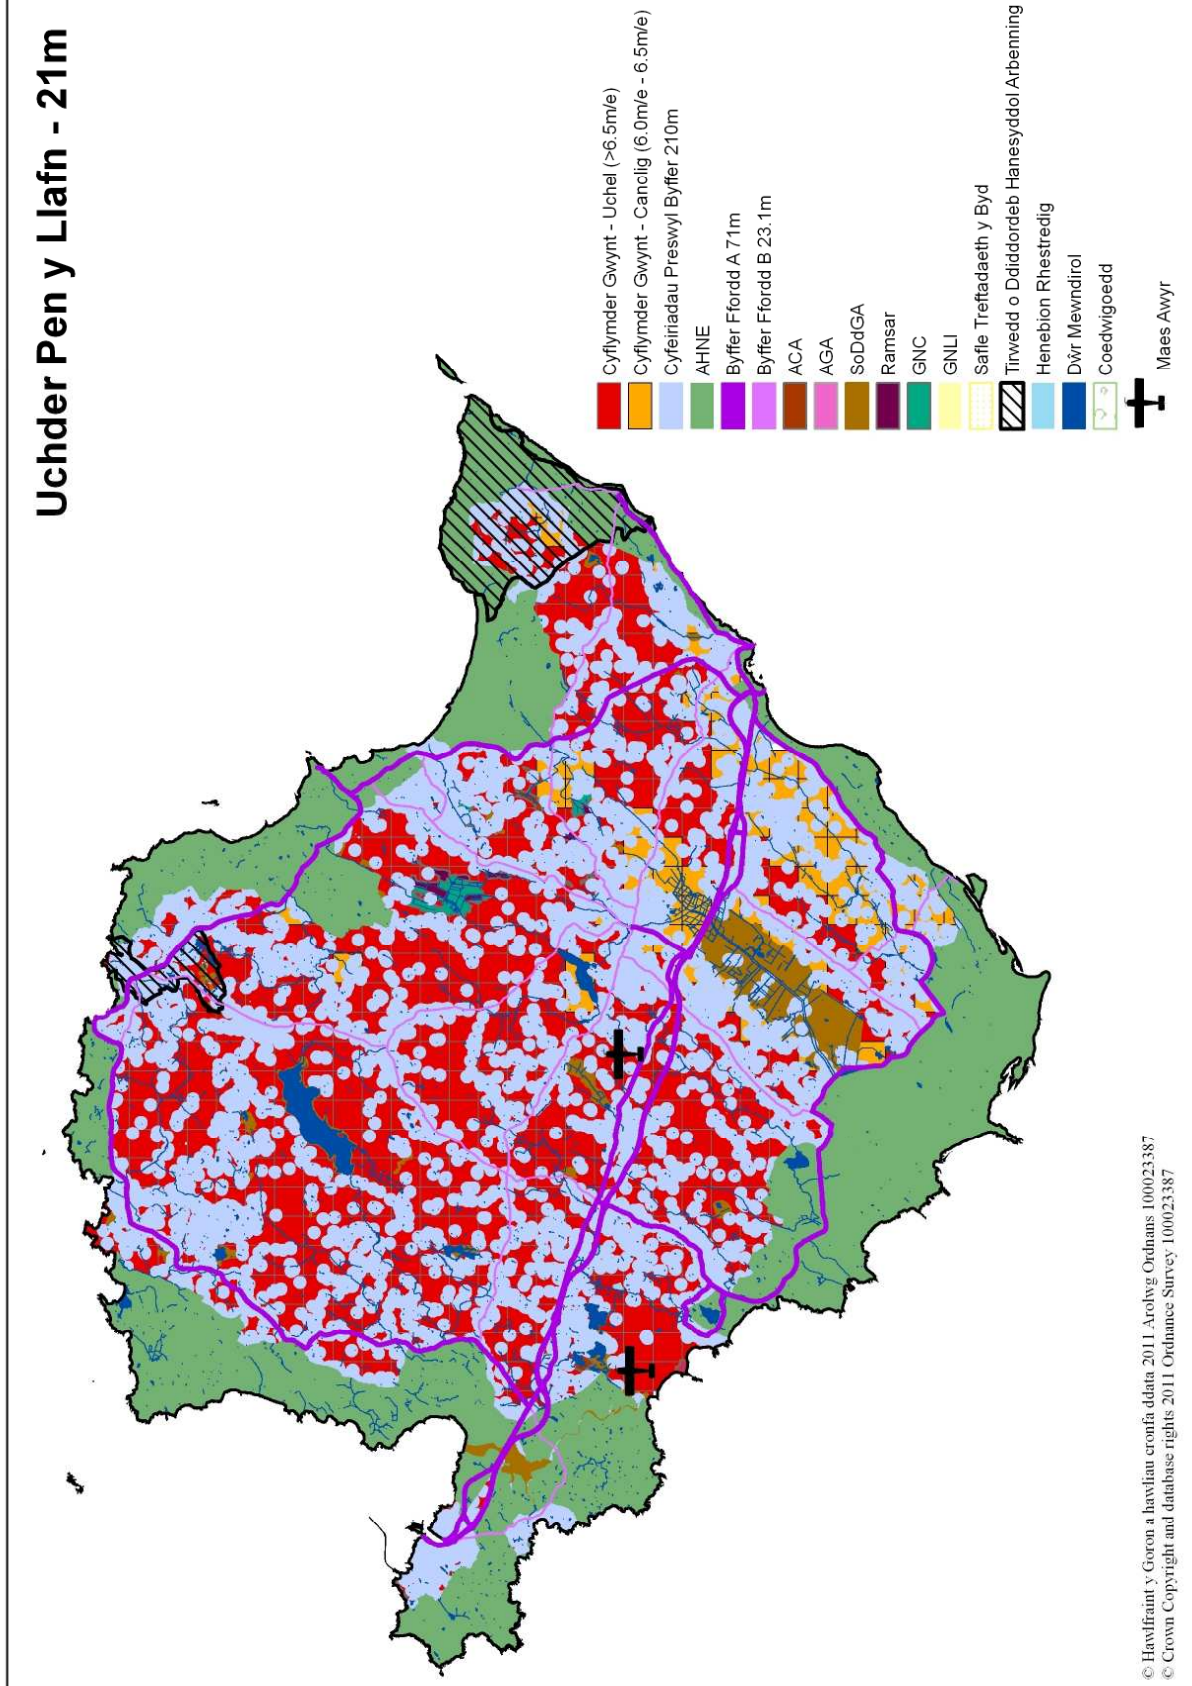 Uchder Pen y Llafn - 21m
Cyflymder Gwynt - Uchel (>6.5m/e)
Cyflymder Gwynt - Canolig (6.0m/e - 6.5m/e)
Cyfeiriadau Preswyl Byffer 210m
AHNE
Byffer Ffordd A 71m
Byffer Ffordd B 23.1m
ACA
AGA
SoDdGA
Ramsar
GNC
GNLl
Safle Treftadaeth y Byd
Tirwedd o Ddiddordeb Hanesyddol Arbenning
Henebion Rhestredig
Dŵr Mewndirol
Coedwigoedd
Maes Awyr
© Hawlfraint y Goron a hawliau cronfa ddata 2011 Arolwg Ordnans 100023387
© Crown Copyright and database rights 2011 Ordnance Survey 100023387